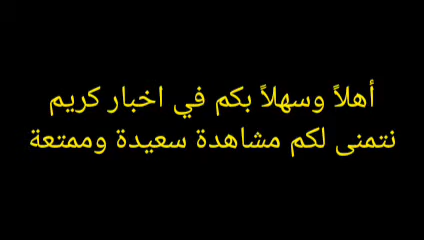 أهلاً وسهلاً بكم في اخبار كريم
نتمنى لكم مشاهدة سعيدة وممتعة